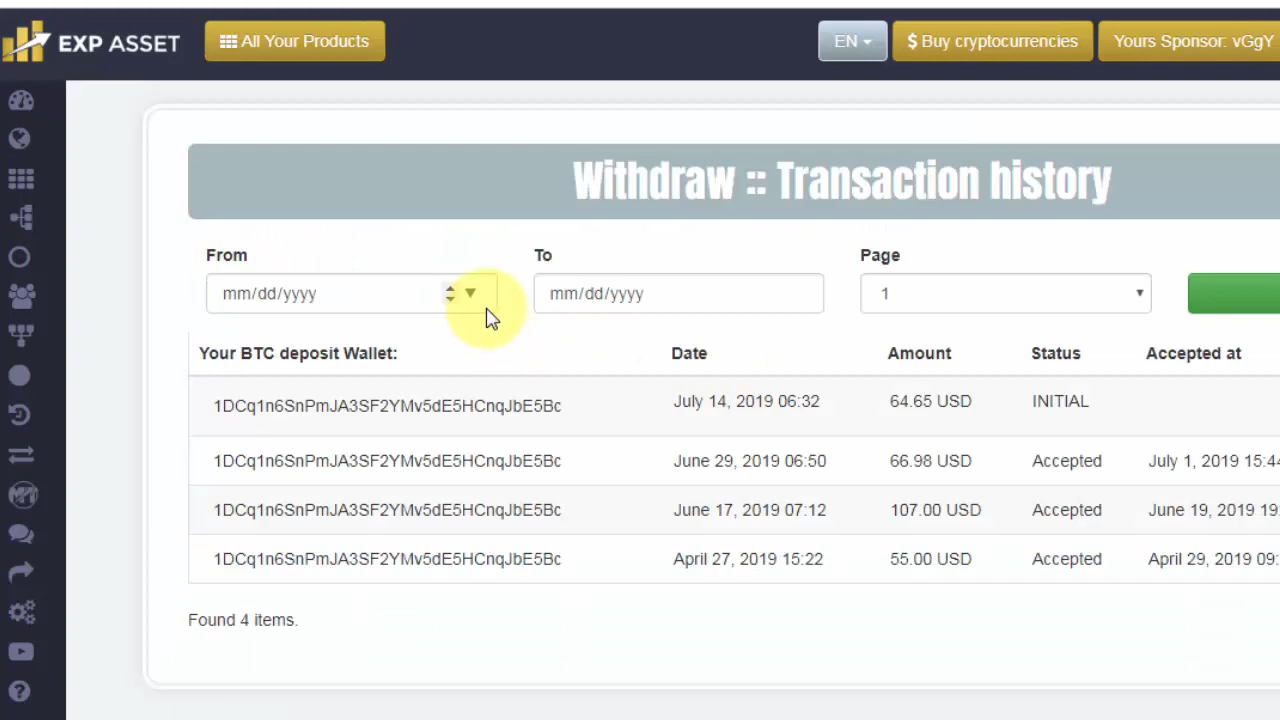 EXP ASSET
All Your Products
EN
$ Buy cryptocurrencies
Yours Sponsor: vGgY
Withdraw :: Transaction history
From To Page
mm/dd/yyyy mm/dd/yyyy 1
Your BTC deposit Wallet: Date Amount Status Accepted at
1DCq1n6SnPmJA3SF2YMv5dE5HCnqJbE5Bc July 14, 2019 06:32 64.65 USD INITIAL
1DCq1n6SnPmJA3SF2YMv5dE5HCnqJbE5Bc June 29, 2019 06:50 66.98 USD Accepted July 1, 2019 15:44
1DCq1n6SnPmJA3SF2YMv5dE5HCnqJbE5Bc June 17, 2019 07:12 107.00 USD Accepted June 19, 2019 19:
1DCq1n6SnPmJA3SF2YMv5dE5HCnqJbE5Bc April 27, 2019 15:22 55.00 USD Accepted April 29, 2019 09:
Found 4 items.